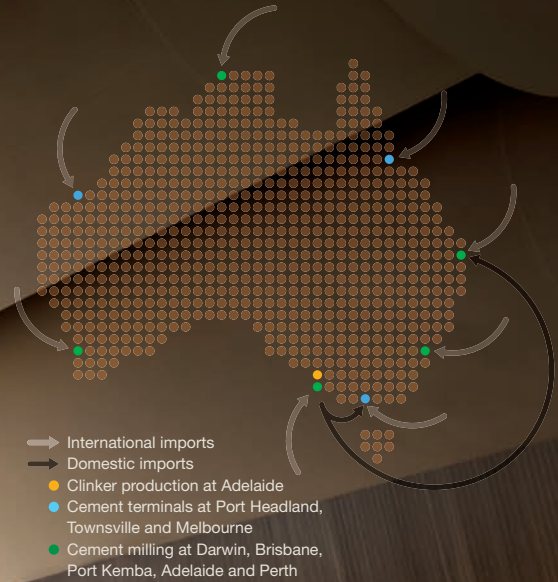 International imports
Domestic imports
Clinker production at Adelaide
Cement terminals at Port Headland,
Townsville and Melbourne
Cement milling at Darwin, Brisbane,
Port Kemba, Adelaide and Perth